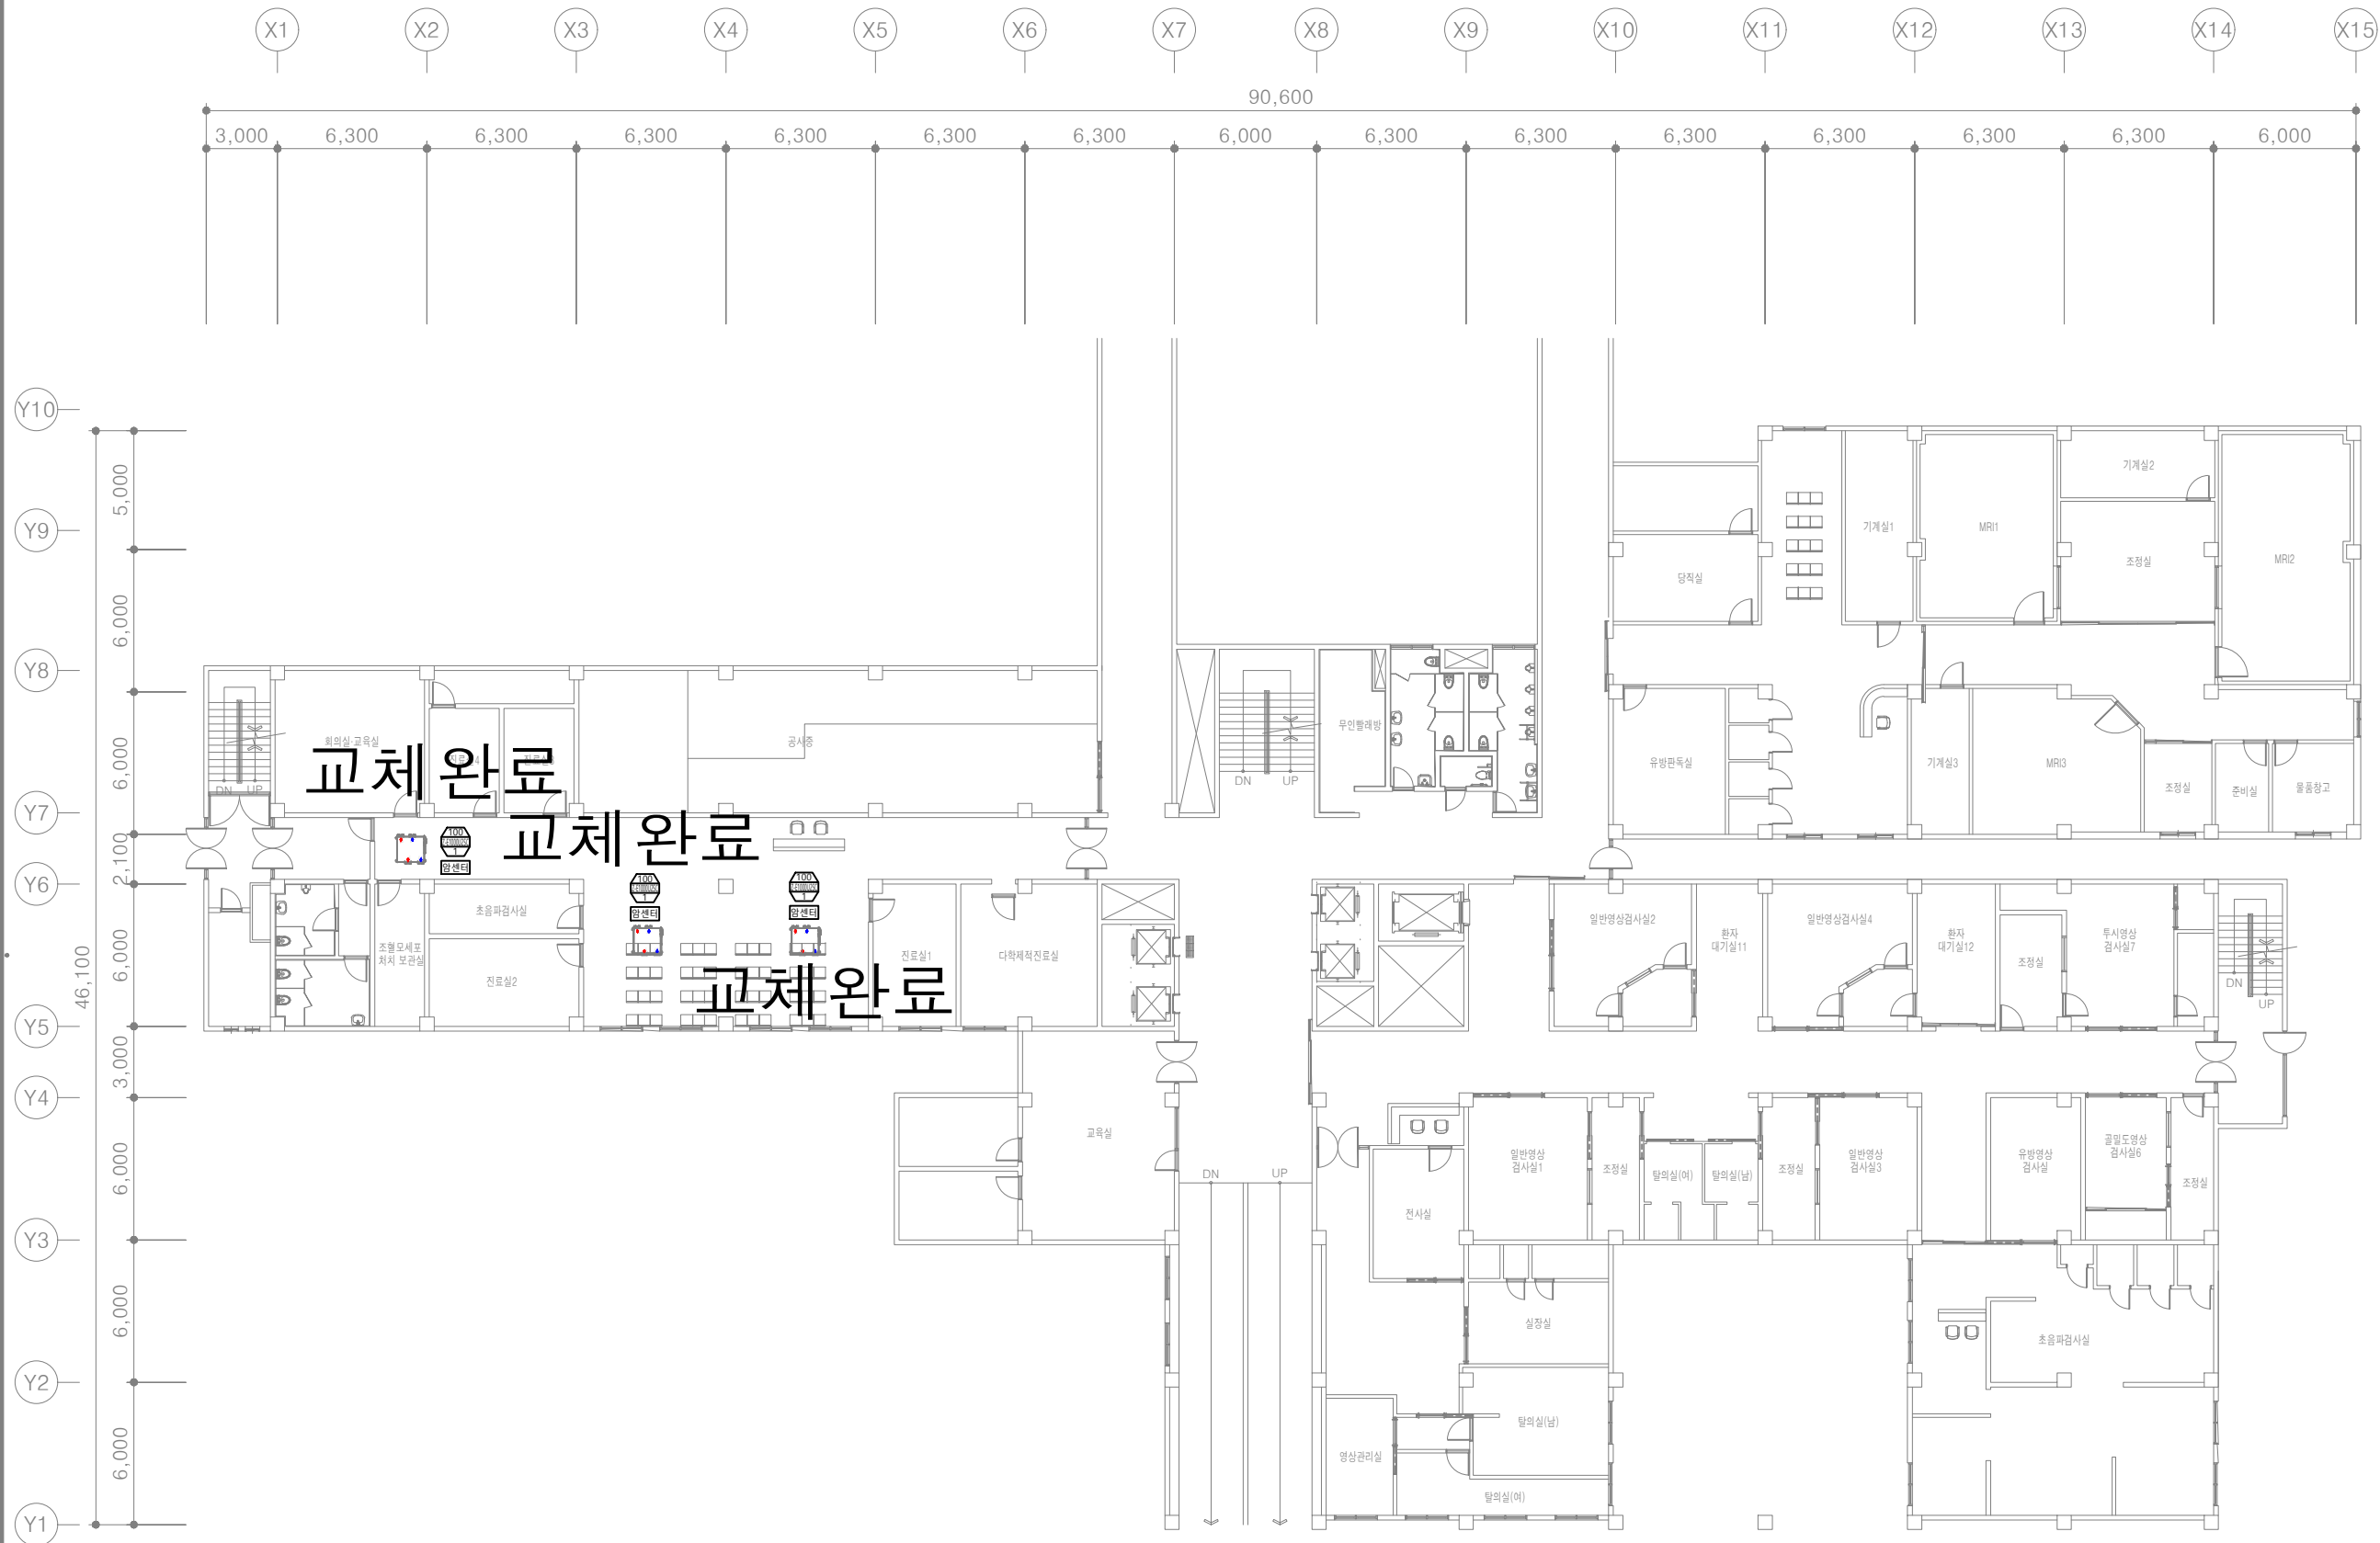 X1 X2 X3 X4 X5 X6 X7 X8 X9 X10 X11 X12 X13 X14 X15
90,600
3,000 6,300 6,300 6,300 6,300 6,300 6,300 6,000 6,300 6,300 6,300 6,300 6,300 6,300 6,000
Y10
5,000
Y9
6,000
Y8
6,000
Y7
2,100
Y6
6,000
46,100
Y5
3,000
Y4
6,000
Y3
6,000
Y2
6,000
Y1
기계실2
기계실1
MRI1
조정실
MRI2
당직실
회의실·교육실
공사중
무인빨래방
유방판독실
기계실3
MRI3
조정실
준비실
물품창고
DN UP
DN UP
교체완료
교체완료
교체완료
100
1
암센터
100
1
암센터
100
1
암센터
초음파검사실
조혈모세포
처치 보관실
진료실2
진료실1
다학제적진료실
일반영상검사실2
환자
대기실11
일반영상검사실4
환자
대기실12
조정실
투시영상
검사실7
DN
UP
교육실
DN
UP
일반영상
검사실1
조정실
탈의실(여)
탈의실(남)
조정실
일반영상
검사실3
유방영상
검사실
골밀도영상
검사실6
조정실
전사실
실장실
초음파검사실
탈의실(남)
영상관리실
탈의실(여)